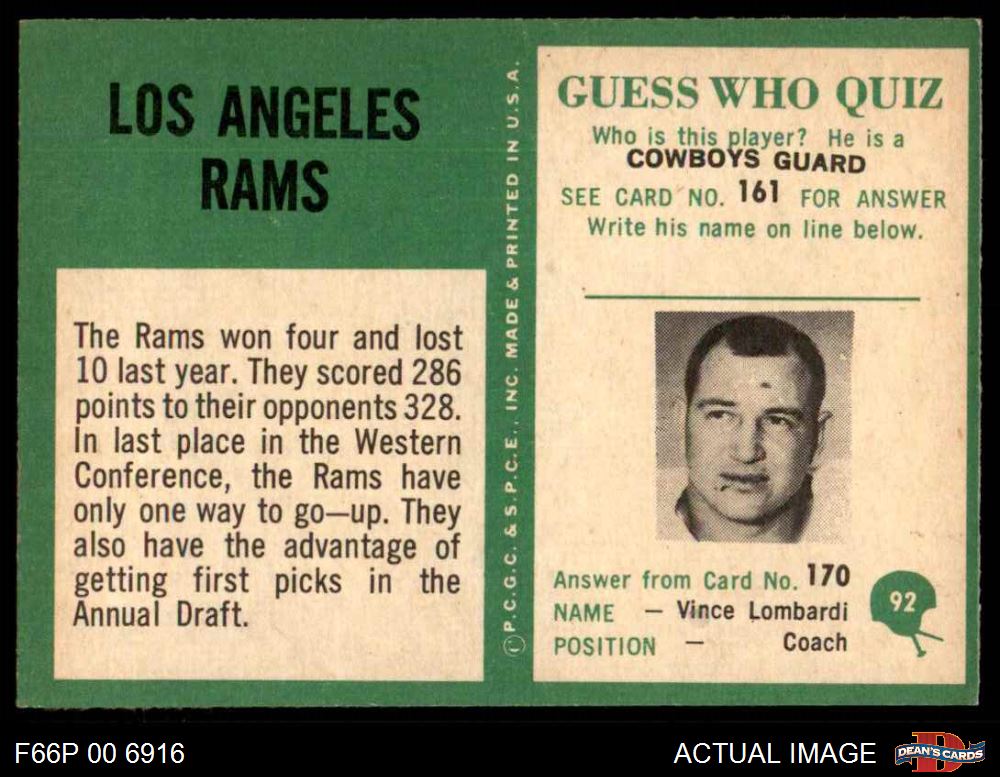 LOS ANGELES
RAMS
The Rams won four and lost
10 last year. They scored 286
points to their opponents 328.
In last place in the Western
Conference, the Rams have
only one way to go—up. They
also have the advantage of
getting first picks in the
Annual Draft.
©P.C.G.C. & S.P.C.E., INC. MADE & PRINTED IN U.S.A.
GUESS WHO QUIZ
Who is this player? He is a
COWBOYS GUARD
SEE CARD NO. 161 FOR ANSWER
Write his name on line below.
Answer from Card No. 170
NAME — Vince Lombardi
POSITION — Coach
92
F66P 00 6916
ACTUAL IMAGE
D
DEAN'S CARDS